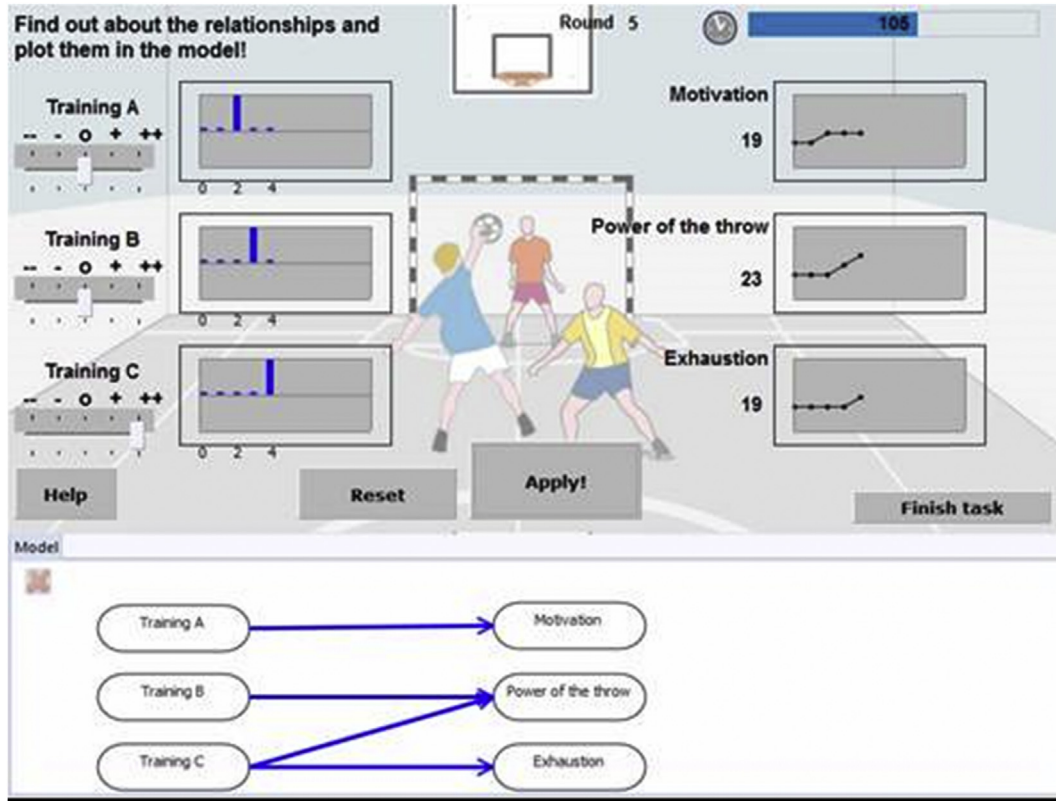 Find out about the relationships and
plot them in the model!
Round 5
105
Training A
-- - o + ++
0 2 4
Motivation
19
Training B
-- - o + ++
0 2 4
Power of the throw
23
Training C
-- - o + ++
0 2 4
Exhaustion
19
Help
Reset
Apply!
Finish task
Model
Training A
Motivation
Training B
Power of the throw
Training C
Exhaustion